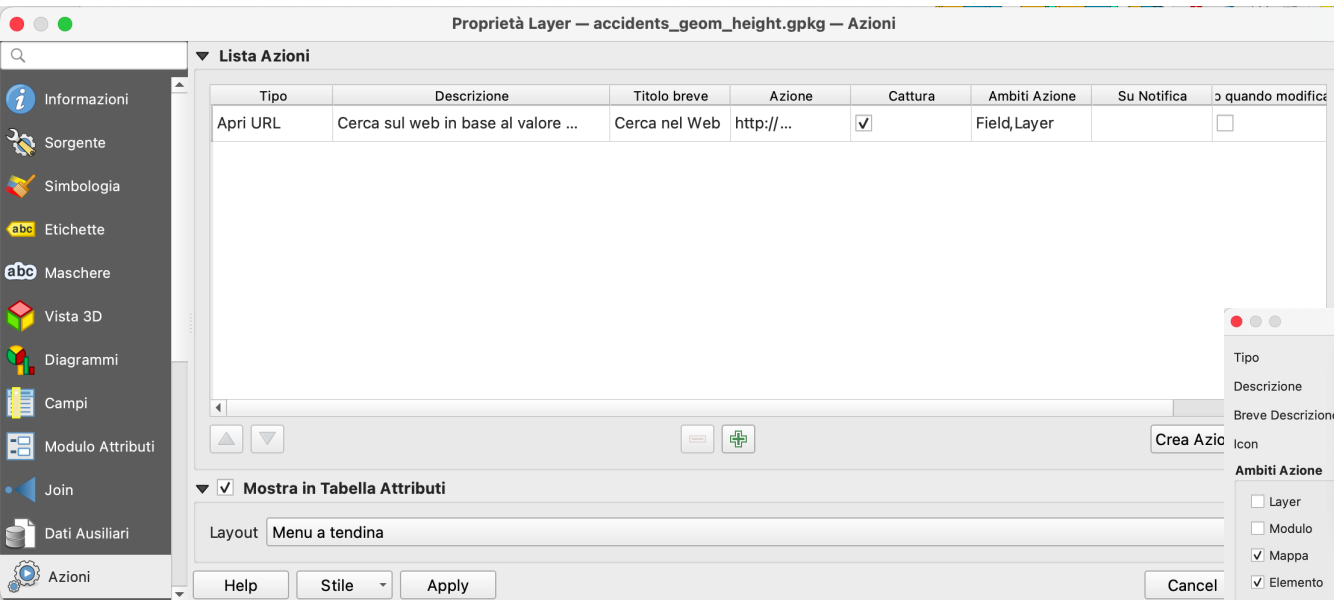 Proprietà Layer — accidents_geom_height.gpkg — Azioni
Informazioni
Sorgente
Simbologia
abc Etichette
abc Maschere
Vista 3D
Diagrammi
Campi
Modulo Attributi
Join
Dati Ausiliari
Azioni
Lista Azioni
Tipo Descrizione Titolo breve Azione Cattura Ambiti Azione Su Notifica o quando modifica
Apri URL Cerca sul web in base al valore ... Cerca nel Web http://... Field,Layer
Crea Azio
Mostra in Tabella Attributi
Layout Menu a tendina
Help Stile Apply Cancel
Tipo
Descrizione
Breve Descrizione
Icon
Ambiti Azione
Layer
Modulo
Mappa
Elemento